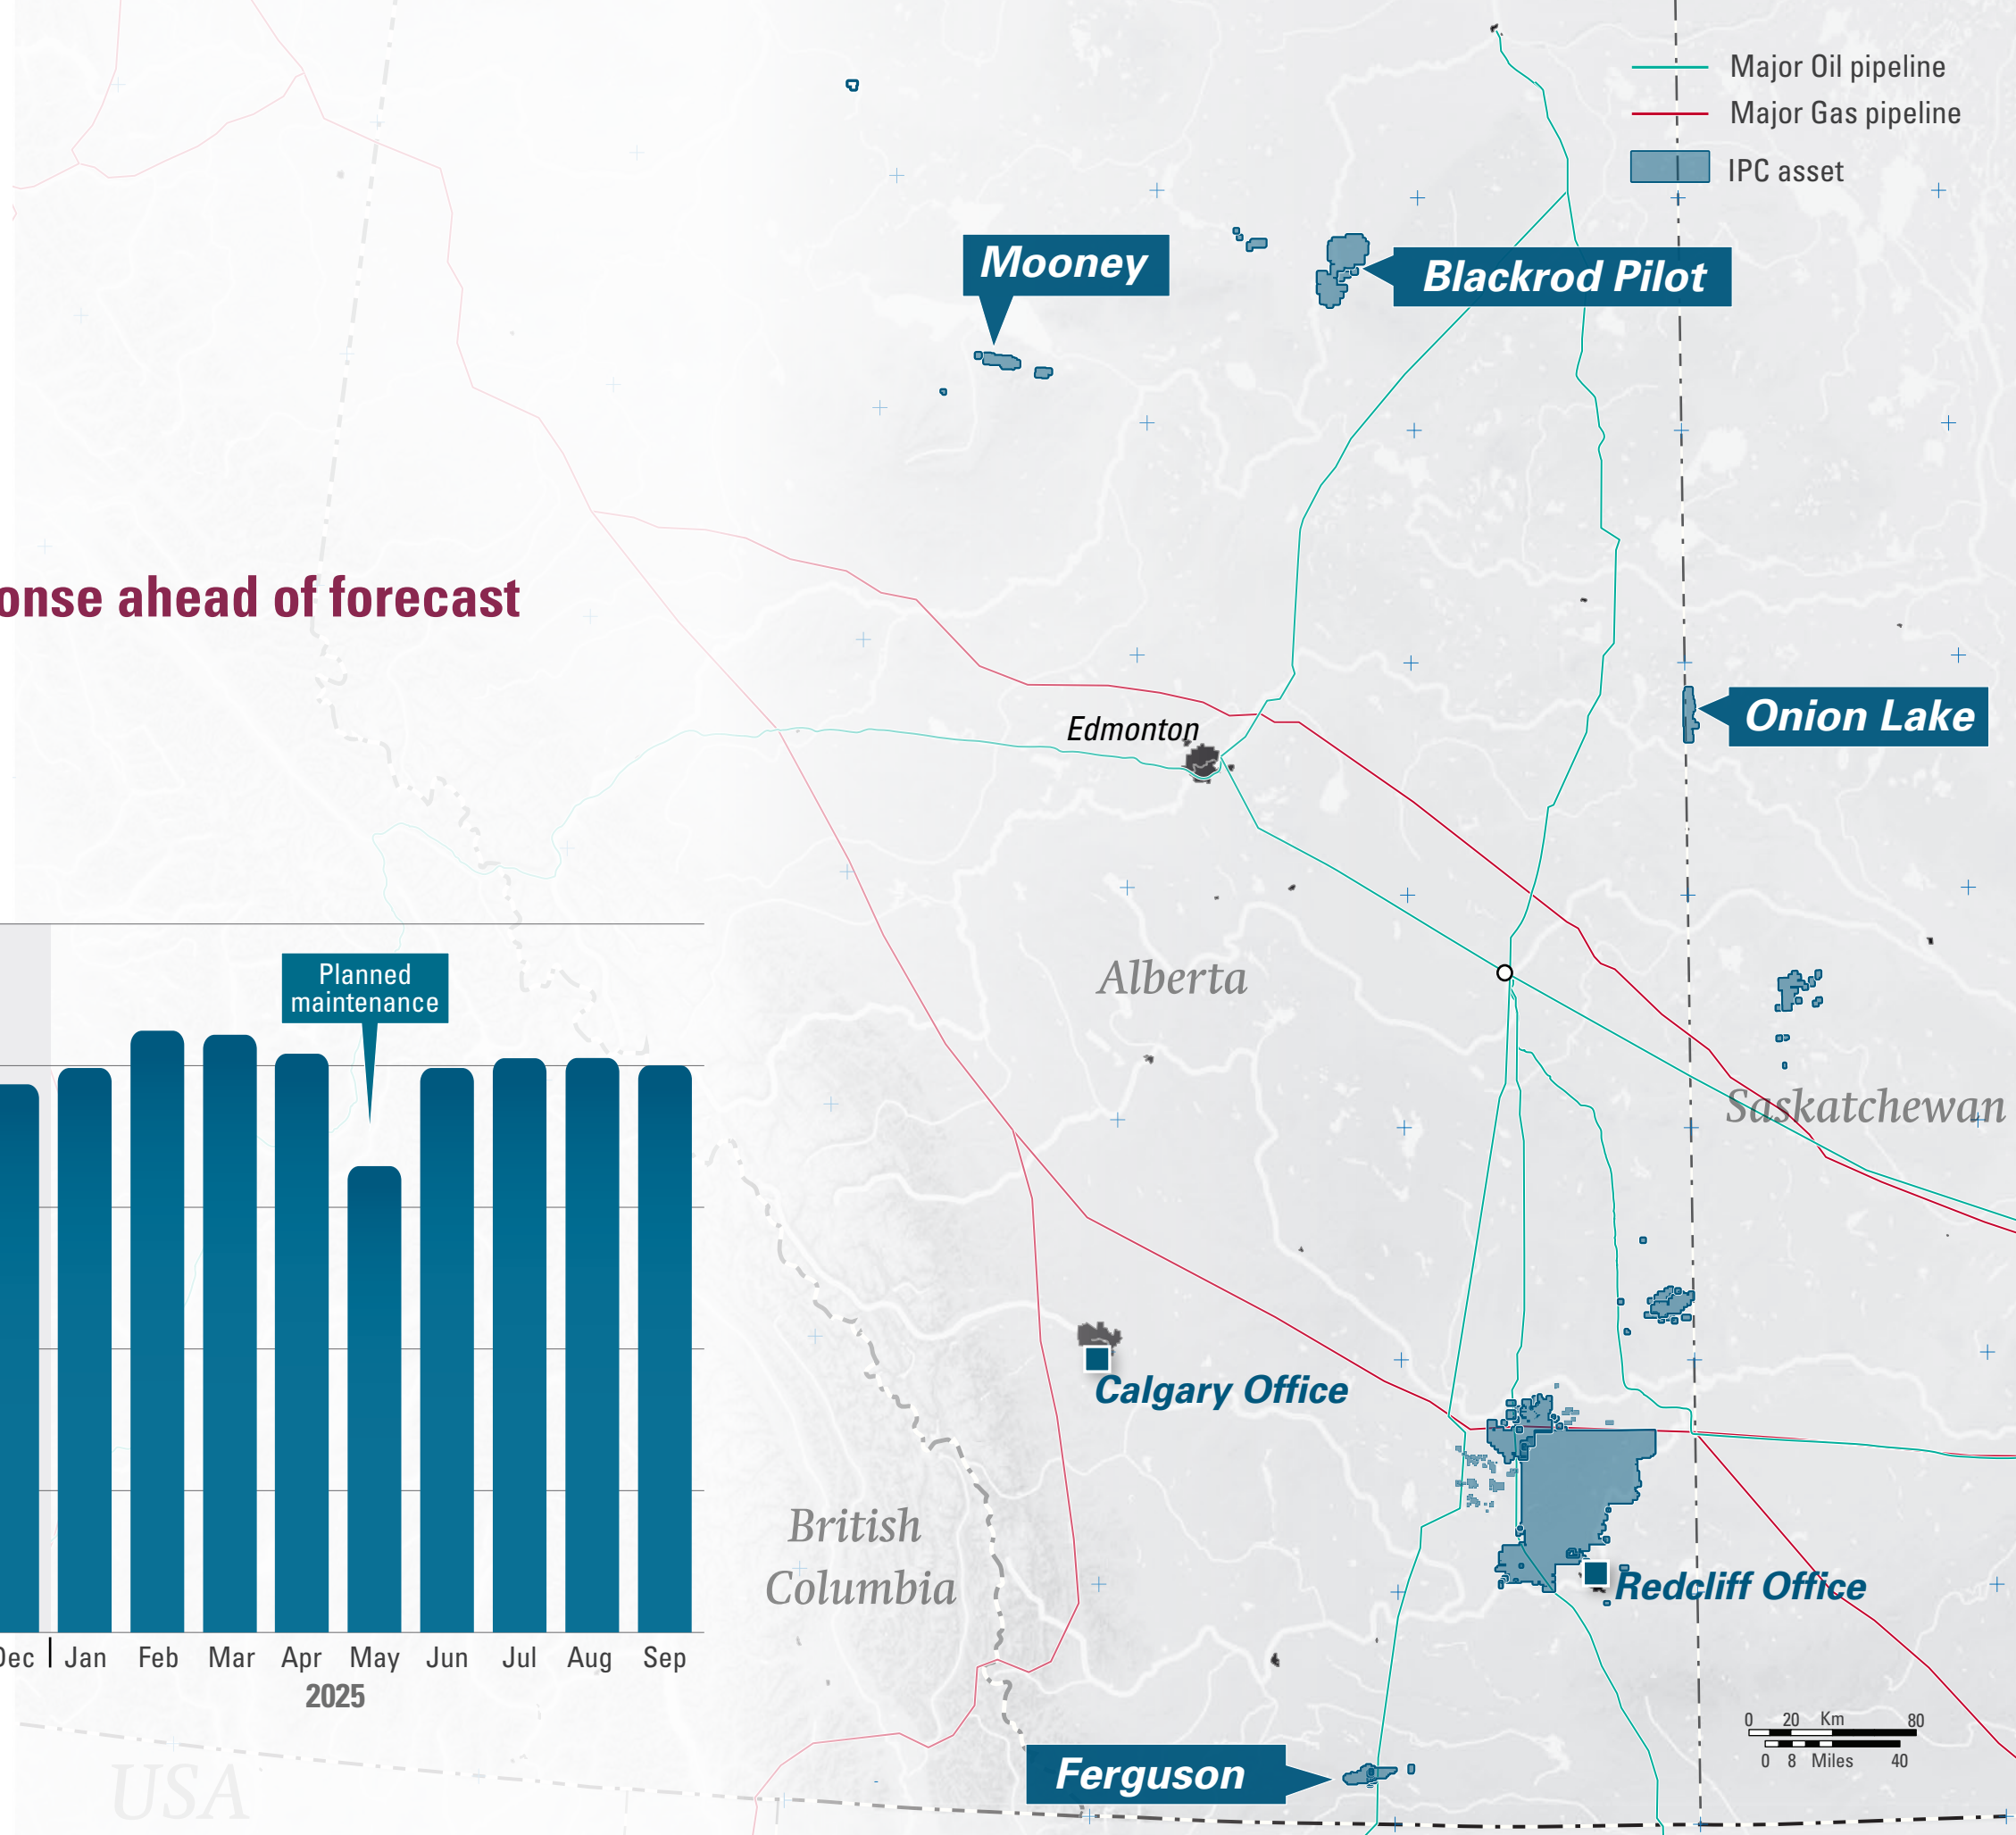 Major Oil pipeline
Major Gas pipeline
IPC asset
Mooney
Blackrod Pilot
onse ahead of forecast
Onion Lake
Edmonton
Planned
maintenance
Alberta
Saskatchewan
Calgary Office
British
Columbia
Redcliff Office
Dec Jan Feb Mar Apr May Jun Jul Aug Sep
2025
0 20 Km 80
0 8 Miles 40
Ferguson
USA